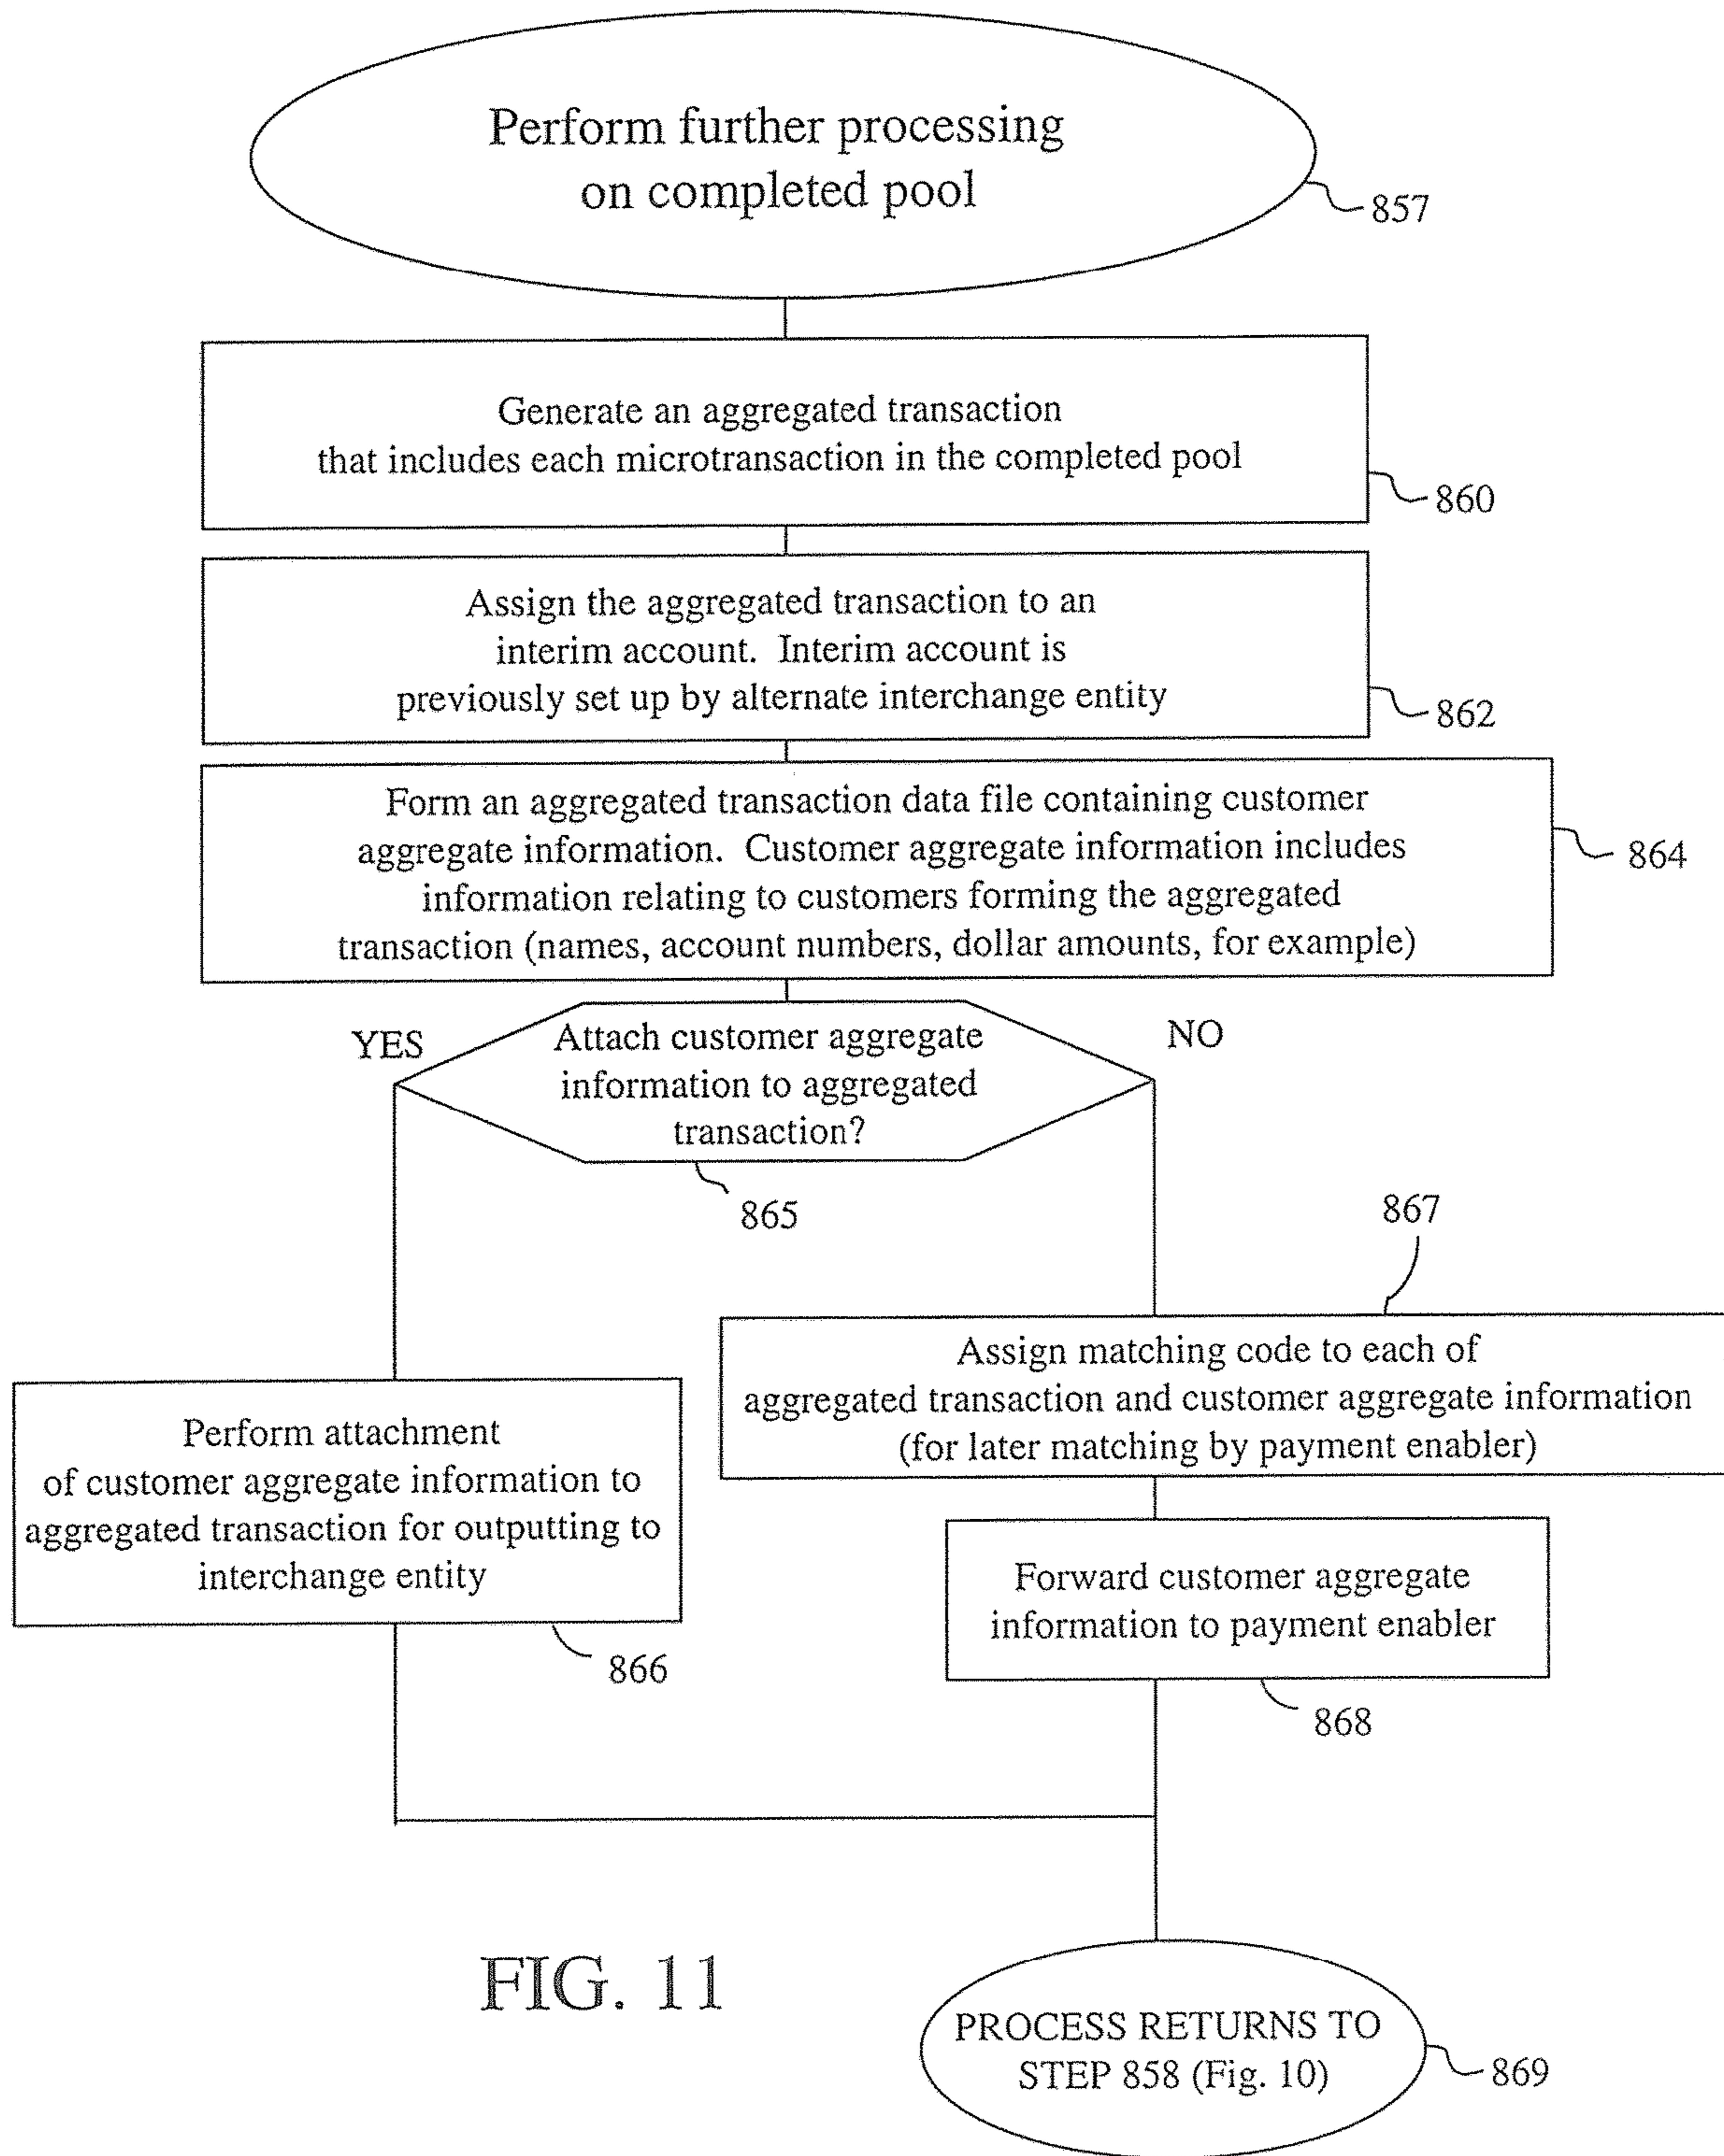 Perform further processing
on completed pool
857
Generate an aggregated transaction
that includes each microtransaction in the completed pool
860
Assign the aggregated transaction to an
interim account.  Interim account is
previously set up by alternate interchange entity
862
Form an aggregated transaction data file containing customer
aggregate information.  Customer aggregate information includes
information relating to customers forming the aggregated
transaction (names, account numbers, dollar amounts, for example)
864
YES
Attach customer aggregate
information to aggregated
transaction?
NO
865
867
Assign matching code to each of
aggregated transaction and customer aggregate information
(for later matching by payment enabler)
Perform attachment
of customer aggregate information to
aggregated transaction for outputting to
interchange entity
866
Forward customer aggregate
information to payment enabler
868
FIG. 11
PROCESS RETURNS TO
STEP 858 (Fig. 10)
869